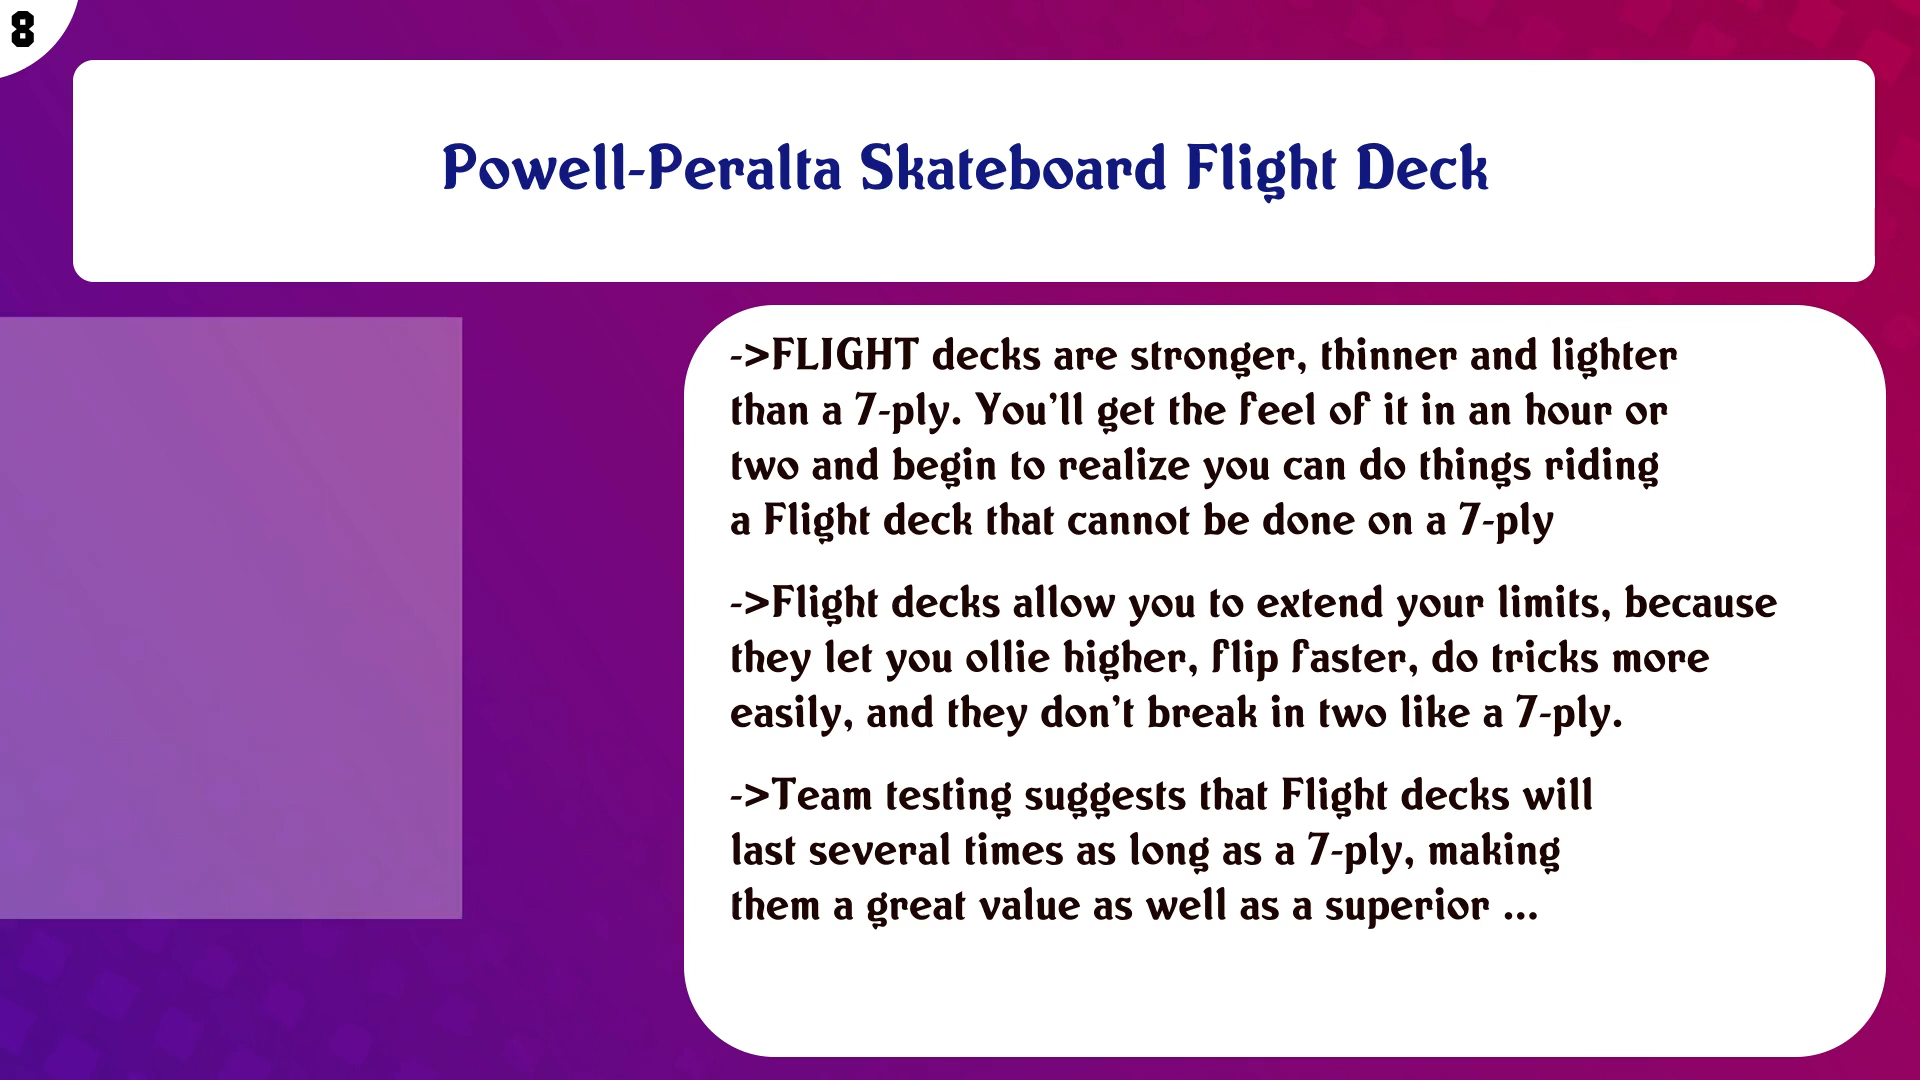 8
Powell-Peralta Skateboard Flight Deck
->FLIGHT decks are stronger, thinner and lighter
than a 7-ply. You'll get the feel of it in an hour or
two and begin to realize you can do things riding
a Flight deck that cannot be done on a 7-ply
->Flight decks allow you to extend your limits, because
they let you ollie higher, flip faster, do tricks more
easily, and they don't break in two like a 7-ply.
->Team testing suggests that Flight decks will
last several times as long as a 7-ply, making
them a great value as well as a superior ...